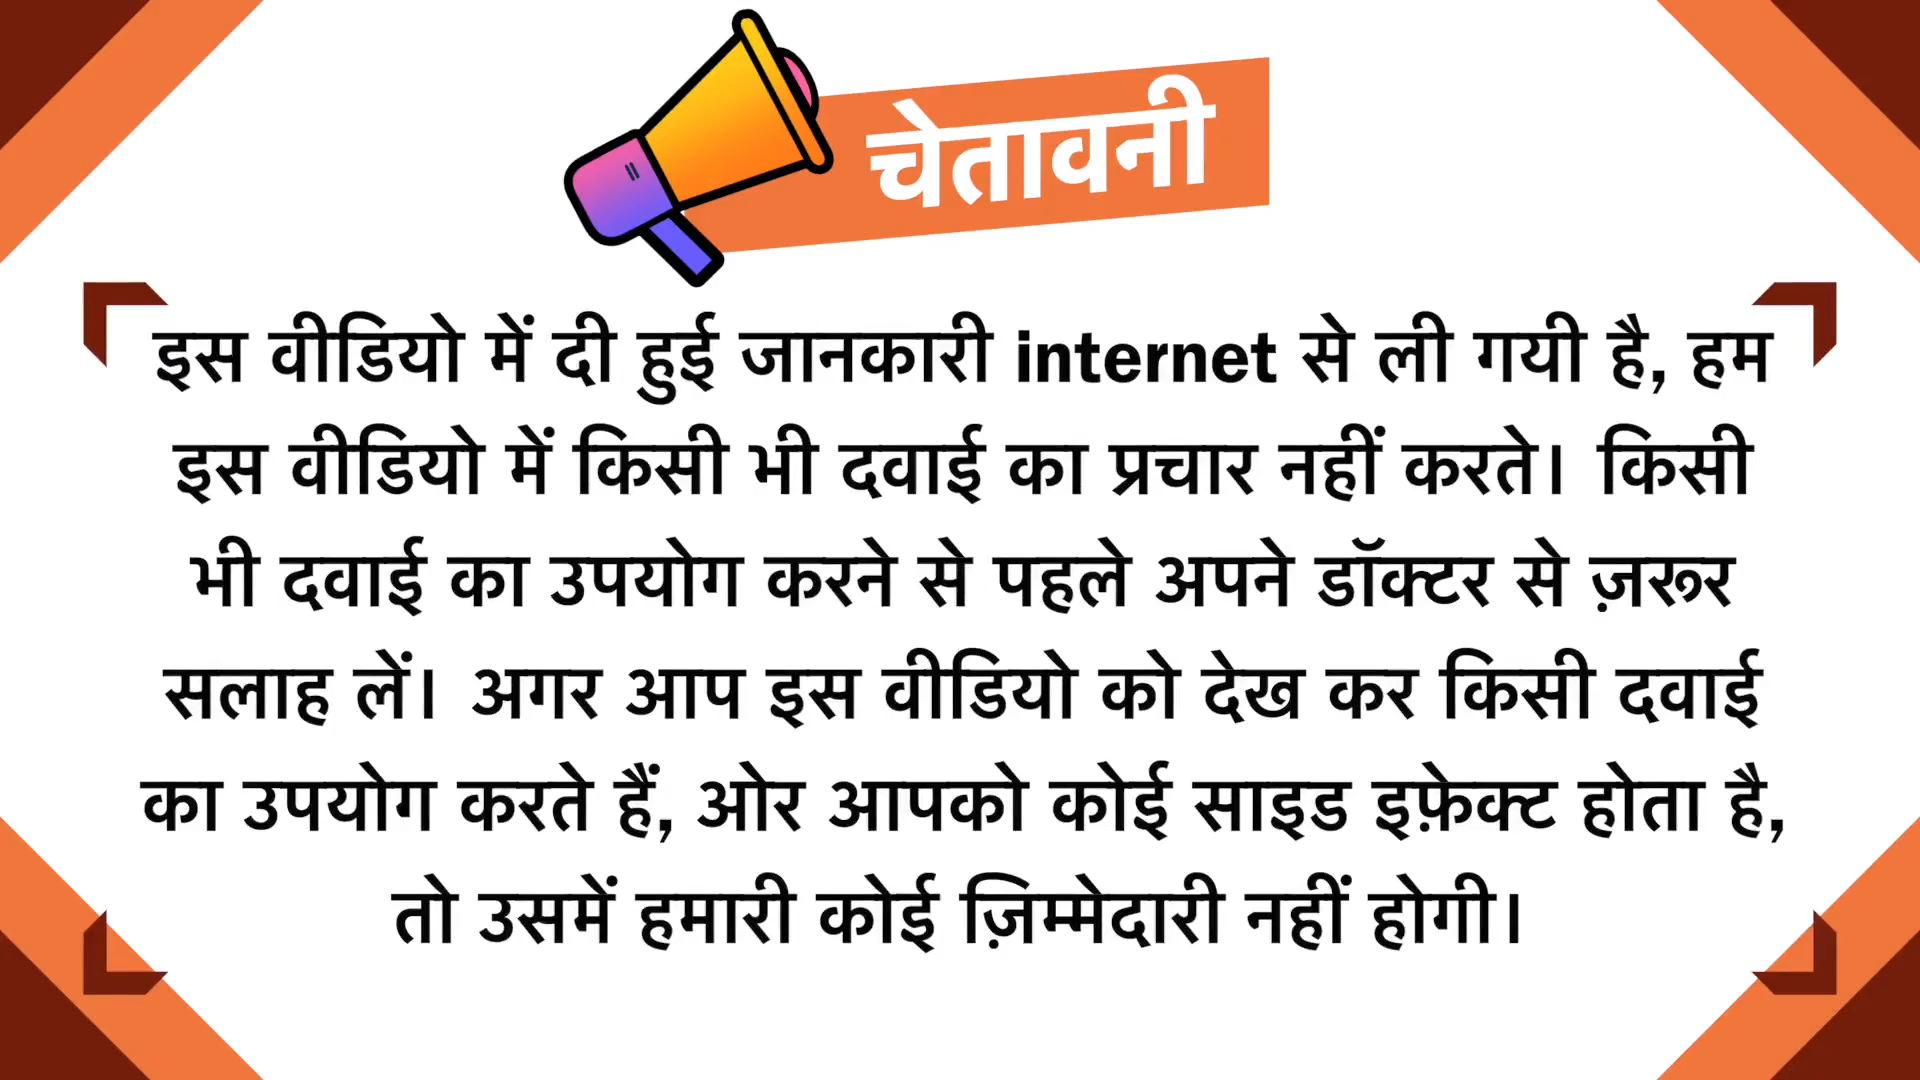 चेतावनी
इस वीडियो में दी हुई जानकारी internet से ली गयी है, हम
इस वीडियो में किसी भी दवाई का प्रचार नहीं करते। किसी
भी दवाई का उपयोग करने से पहले अपने डॉक्टर से ज़रूर
सलाह लें। अगर आप इस वीडियो को देख कर किसी दवाई
का उपयोग करते हैं, ओर आपको कोई साइड इफ़ेक्ट होता है,
तो उसमें हमारी कोई ज़िम्मेदारी नहीं होगी।